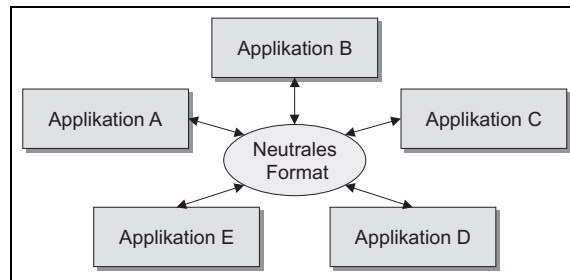 Applikation B
Applikation A
Applikation C
Neutrales
Format
Applikation E
Applikation D